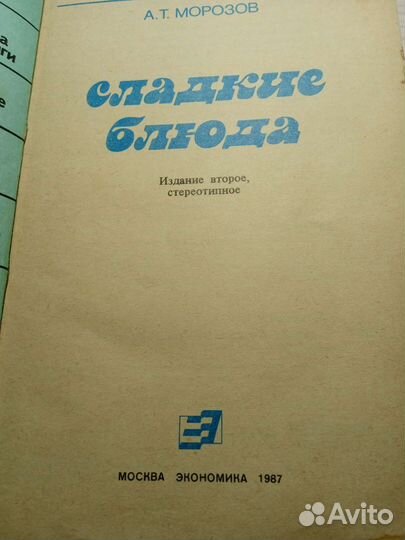 А.Т. МОРОЗОВ
сладкие
блюда
Издание второе,
стереотипное
МОСКВА ЭКОНОМИКА 1987
Avito